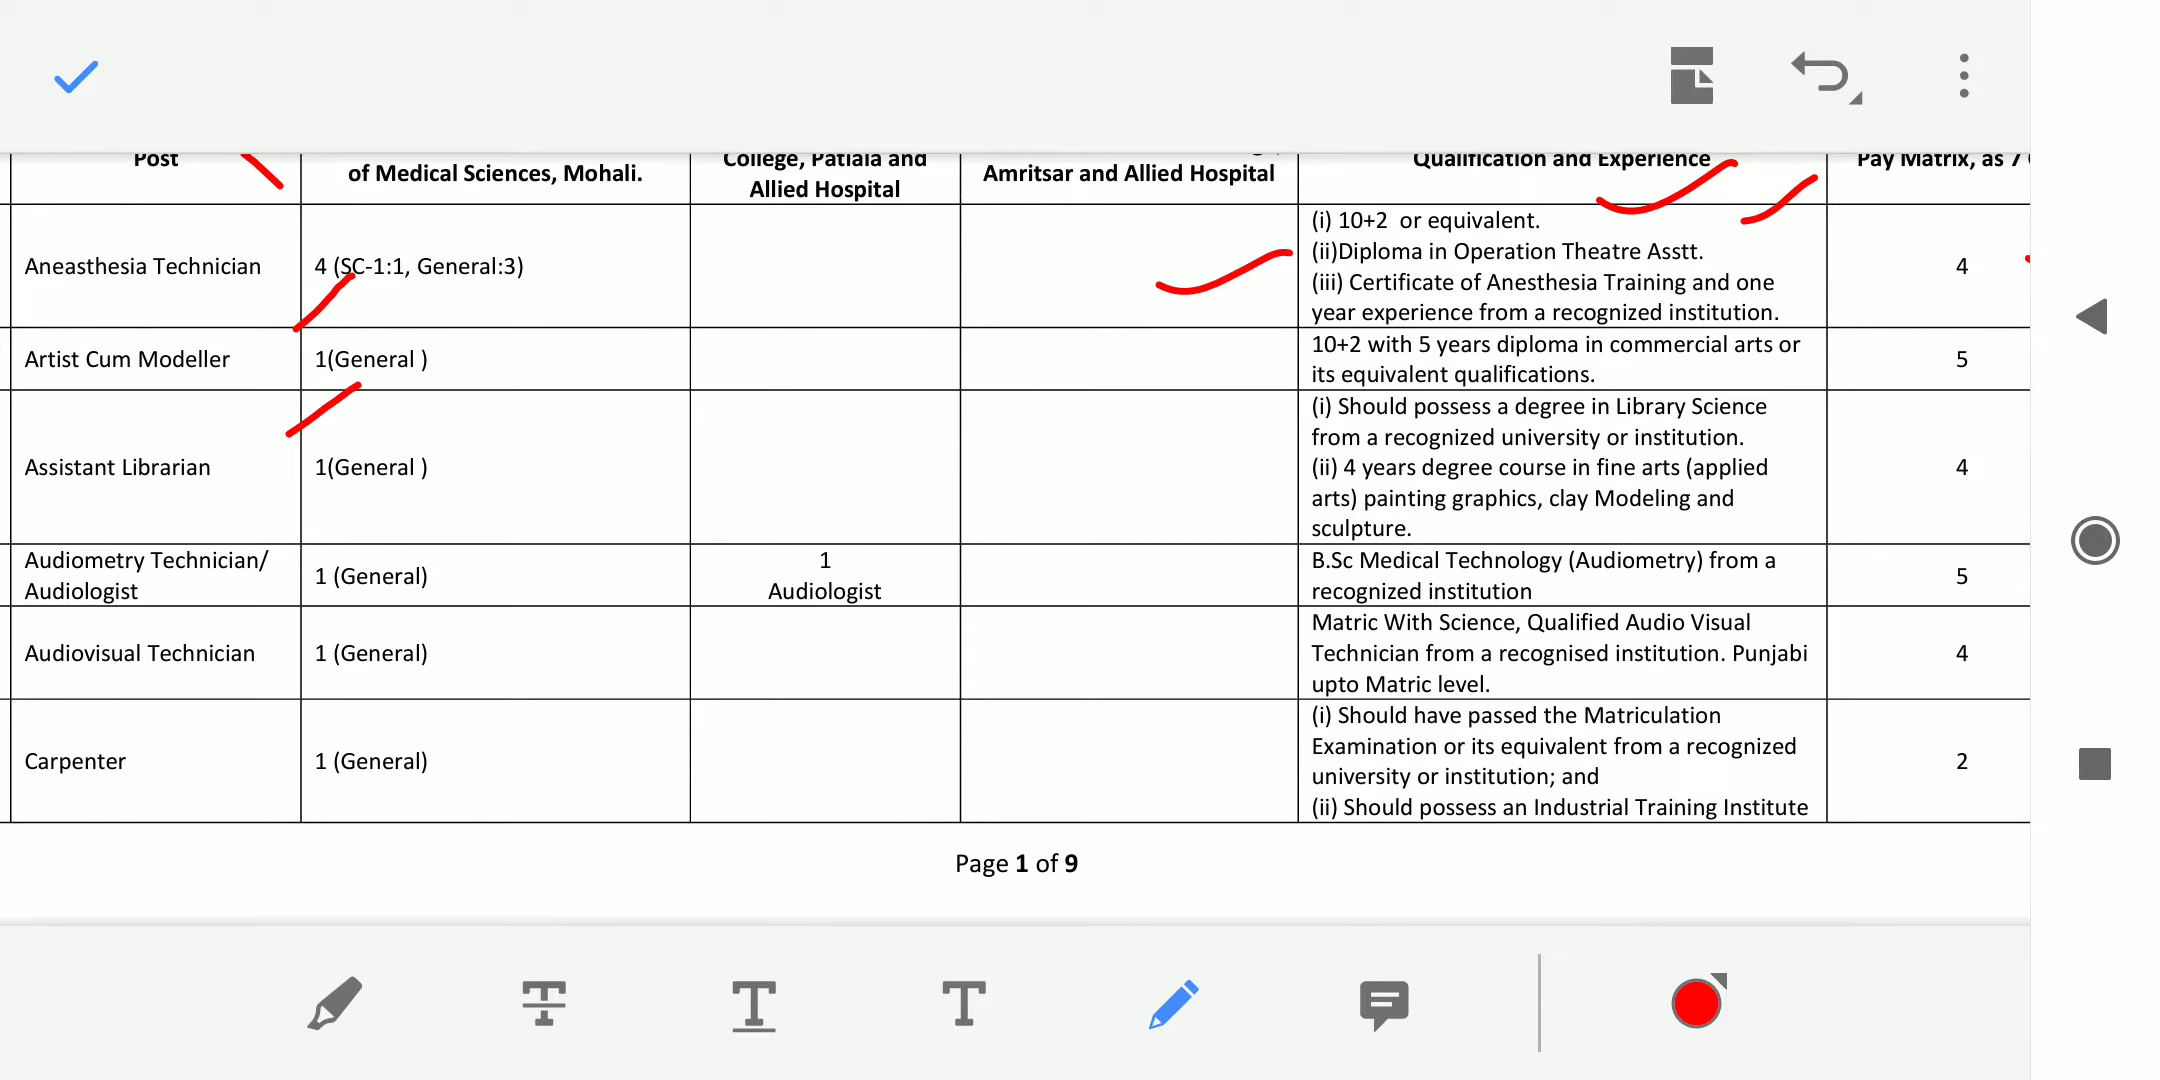 Post
of Medical Sciences, Mohali.
College, Patiala and
Allied Hospital
Amritsar and Allied Hospital
Qualification and Experience
Pay Matrix, as 7
Aneasthesia Technician
4 (SC-1:1, General:3)
(i) 10+2  or equivalent.
(ii)Diploma in Operation Theatre Asstt.
(iii) Certificate of Anesthesia Training and one
year experience from a recognized institution.
4
Artist Cum Modeller
1(General )
10+2 with 5 years diploma in commercial arts or
its equivalent qualifications.
5
Assistant Librarian
1(General )
(i) Should possess a degree in Library Science
from a recognized university or institution.
(ii) 4 years degree course in fine arts (applied
arts) painting graphics, clay Modeling and
sculpture.
4
Audiometry Technician/
Audiologist
1 (General)
1
Audiologist
B.Sc Medical Technology (Audiometry) from a
recognized institution
5
Audiovisual Technician
1 (General)
Matric With Science, Qualified Audio Visual
Technician from a recognised institution. Punjabi
upto Matric level.
4
Carpenter
1 (General)
(i) Should have passed the Matriculation
Examination or its equivalent from a recognized
university or institution; and
(ii) Should possess an Industrial Training Institute
2
Page 1 of 9